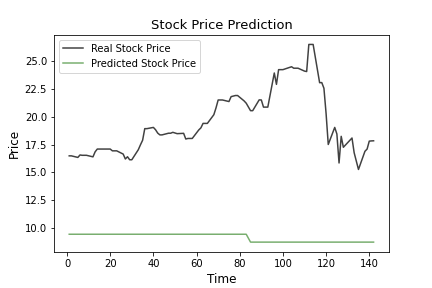 Stock Price Prediction
Real Stock Price
Predicted Stock Price
25.0
22.5
20.0
17.5
15.0
12.5
10.0
Price
0 20 40 60 80 100 120 140
Time